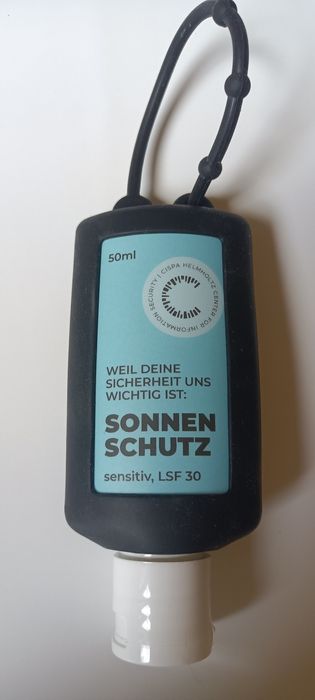 50ml
CISPA HELMHOLTZ CENTER FOR INFORMATION SECURITY |
WEIL DEINE
SICHERHEIT UNS
WICHTIG IST:
SONNEN
SCHUTZ
sensitiv, LSF 30